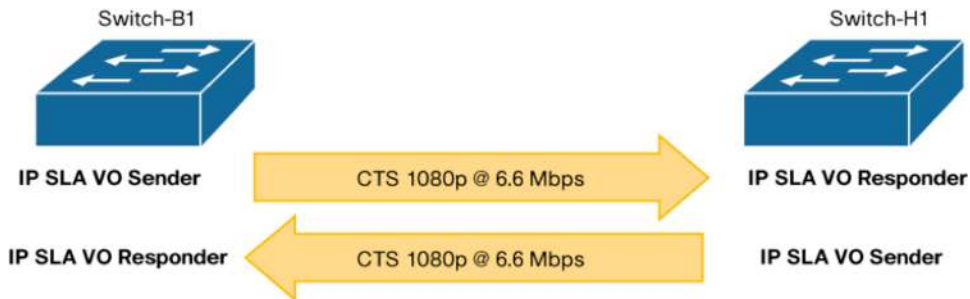 Switch-B1
Switch-H1
IP SLA VO Sender
CTS 1080p @ 6.6 Mbps
IP SLA VO Responder
IP SLA VO Responder
CTS 1080p @ 6.6 Mbps
IP SLA VO Sender